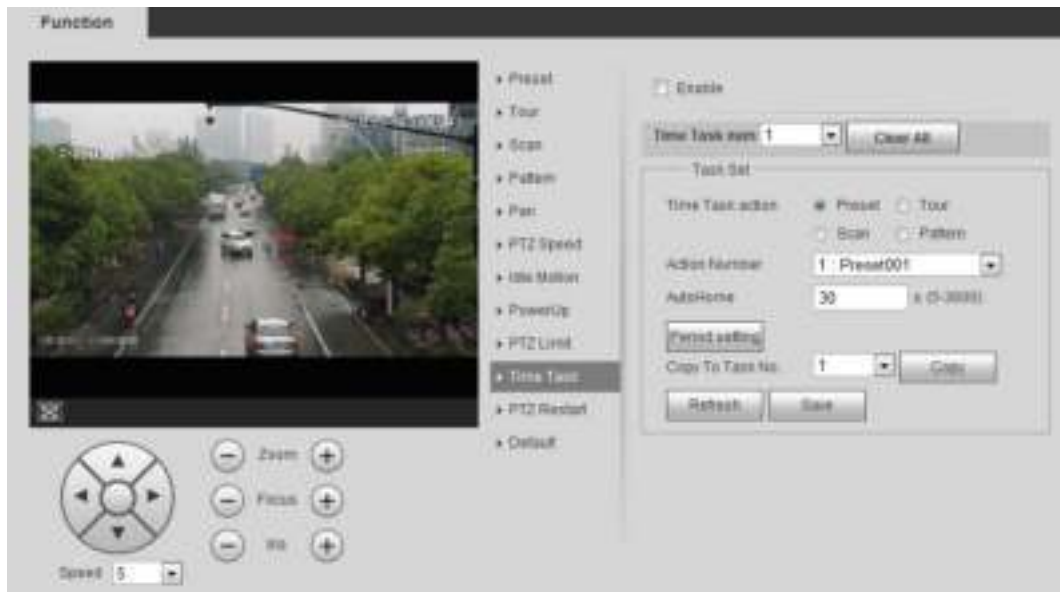 Function
Preset
Tour
Scan
Pattern
Pan
PTZ Speed
Idle Motion
PowerUp
PTZ Limit
Time Task
PTZ Restart
Default
Enable
Time Task num 1 Clear All
Task Set
Time Task action Preset Tour
Scan Pattern
Action Number 1 Preset001
AutoHome 30 s (5-3600)
Period setting
Copy To Task No. 1 Copy
Refresh Save
Zoom
Focus
Iris
Speed 5